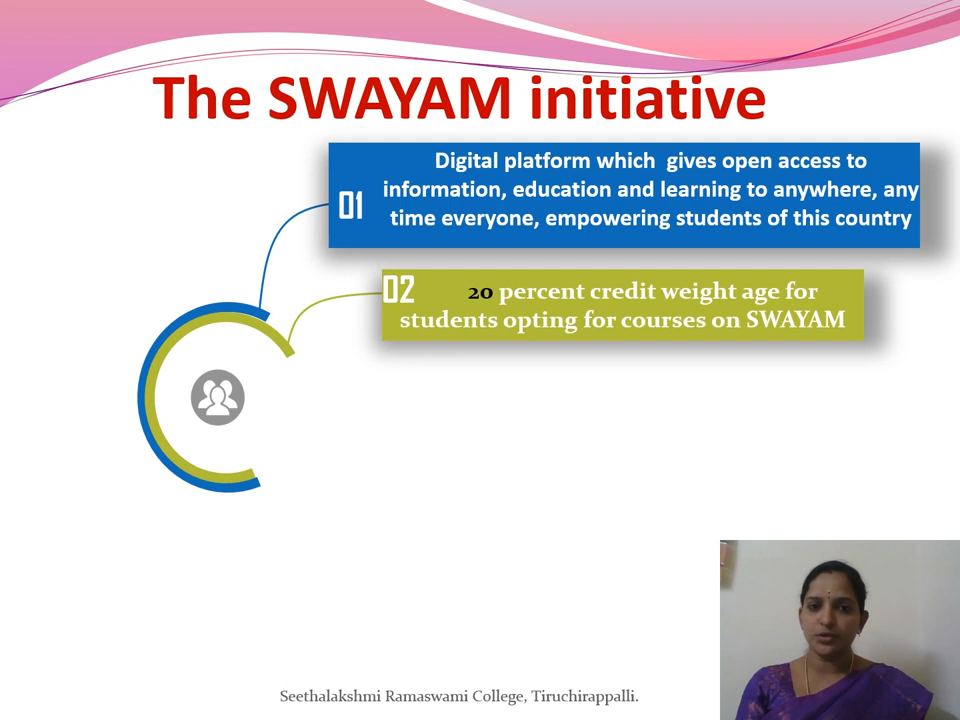 The SWAYAM initiative
01
Digital platform which gives open access to
information, education and learning to anywhere, any
time everyone, empowering students of this country
02
20 percent credit weight age for
students opting for courses on SWAYAM
Seethalakshmi Ramaswami College, Tiruchirappalli.